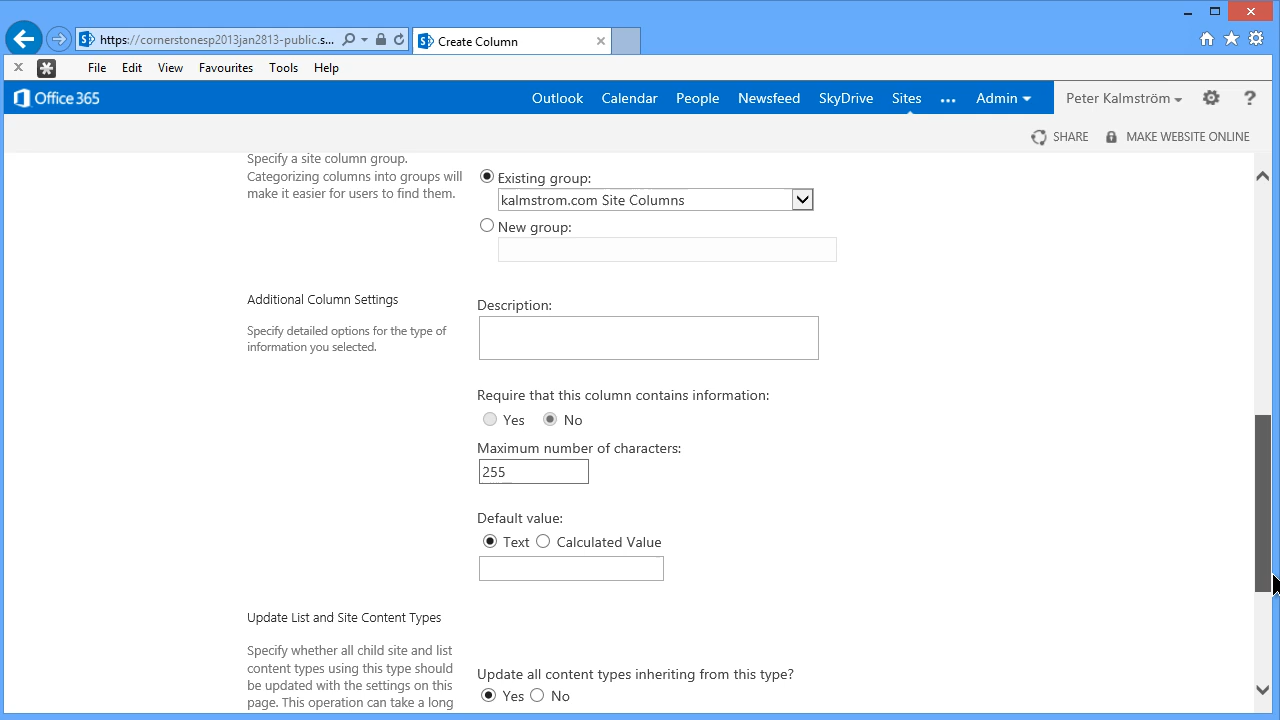 https://cornerstonesp2013jan2813-public.s...
Create Column
File Edit View Favourites Tools Help
Office 365
Outlook Calendar People Newsfeed SkyDrive Sites ... Admin
Peter Kalmström
?
SHARE
MAKE WEBSITE ONLINE
Specify a site column group.
Categorizing columns into groups will
make it easier for users to find them.
Existing group:
kalmstrom.com Site Columns
New group:
Additional Column Settings
Specify detailed options for the type of
information you selected.
Description:
Require that this column contains information:
Yes No
Maximum number of characters:
255
Default value:
Text Calculated Value
Update List and Site Content Types
Specify whether all child site and list
content types using this type should
be updated with the settings on this
page. This operation can take a long
Update all content types inheriting from this type?
Yes No